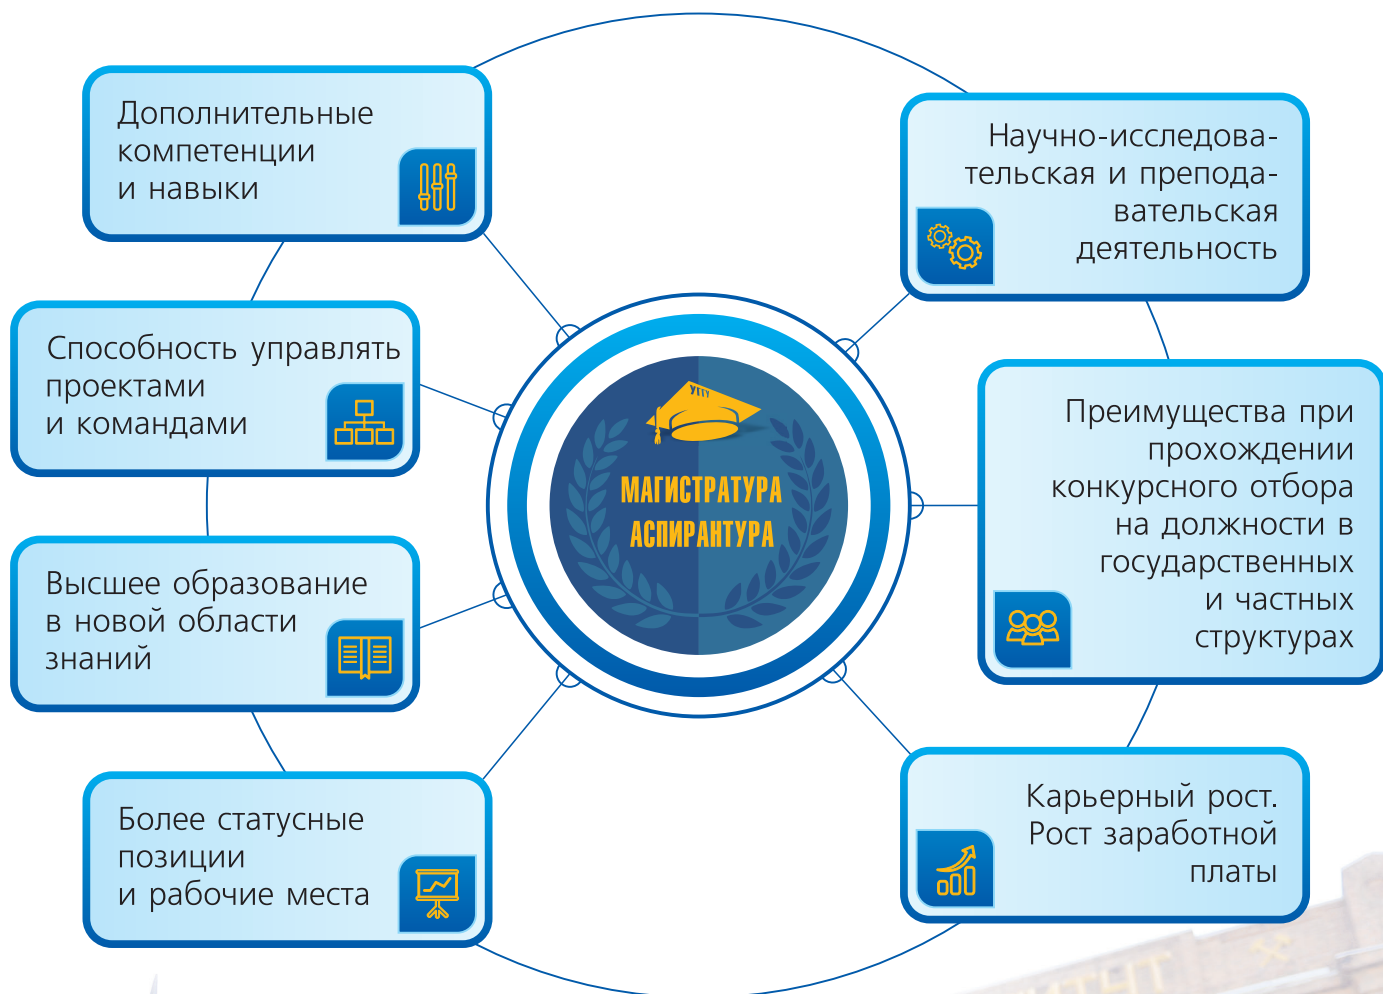 Дополнительные
компетенции
и навыки
Способность управлять
проектами
и командами
Высшее образование
в новой области
знаний
Более статусные
позиции
и рабочие места
УГГУ
МАГИСТРАТУРА
АСПИРАНТУРА
Научно-исследова-
тельская и препода-
вательская
деятельность
Преимущества при
прохождении
конкурсного отбора
на должности в
государственных
и частных
структурах
Карьерный рост.
Рост заработной
платы